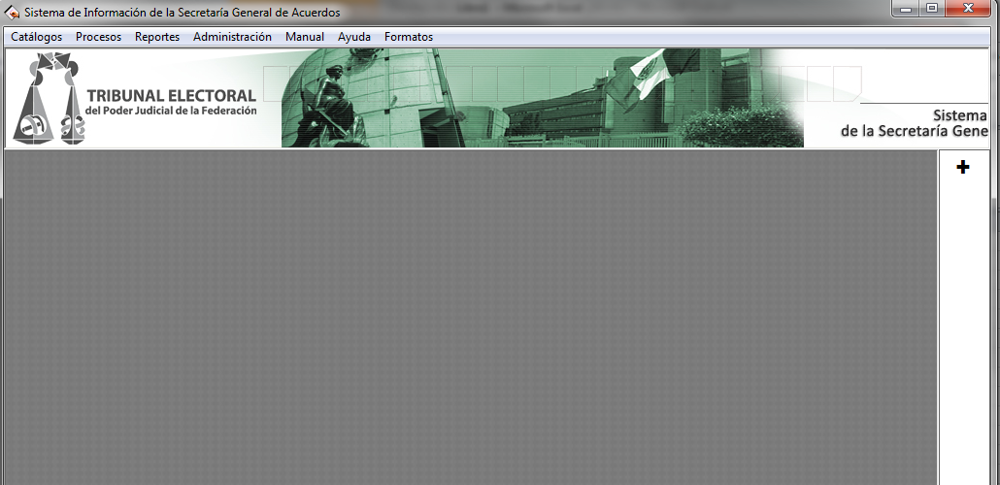 Sistema de Información de la Secretaría General de Acuerdos
Catálogos Procesos Reportes Administración Manual Ayuda Formatos
TRIBUNAL ELECTORAL
del Poder Judicial de la Federación
Sistema
de la Secretaría Gene